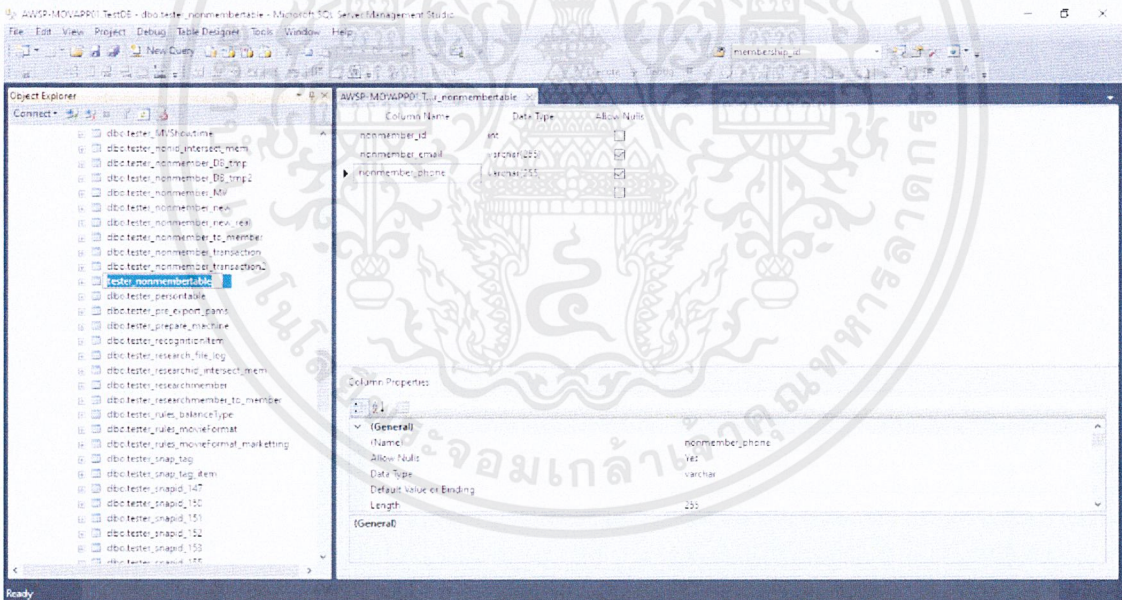 AWSP-MOVAPP01.TestDB - dbo.tester_nonmembertable - Microsoft SQL Server Management Studio
File Edit View Project Debug Table Designer Tools Window Help
New Query
membership_id
Object Explorer
Connect
dbo.tester_MVShowtime
dbo.tester_nonid_intersect_mem
dbo.tester_nonmember_DB_tmp
dbo.tester_nonmember_DB_tmp2
dbo.tester_nonmember_MV
dbo.tester_nonmember_new
dbo.tester_nonmember_new_real
dbo.tester_nonmember_to_member
dbo.tester_nonmember_transaction
dbo.tester_nonmember_transaction2
tester_nonmembertable
dbo.tester_persontable
dbo.tester_pre_export_pams
dbo.tester_prepare_machine
dbo.tester_recognitionItem
dbo.tester_research_file_log
dbo.tester_researchid_intersect_mem
dbo.tester_researchmember
dbo.tester_researchmember_to_member
dbo.tester_rules_balanceType
dbo.tester_rules_movieFormat
dbo.tester_rules_movieFormat_marketting
dbo.tester_snap_tag
dbo.tester_snap_tag_item
dbo.tester_snapid_147
dbo.tester_snapid_150
dbo.tester_snapid_151
dbo.tester_snapid_152
dbo.tester_snapid_153
dbo.tester_snapid_155
AWSP-MOVAPP01.T...r_nonmembertable
Column Name Data Type Allow Nulls
nonmember_id int
nonmember_email varchar(255)
nonmember_phone varchar(255)
Column Properties
(General)
(Name) nonmember_phone
Allow Nulls Yes
Data Type varchar
Default Value or Binding
Length 255
(General)
Ready